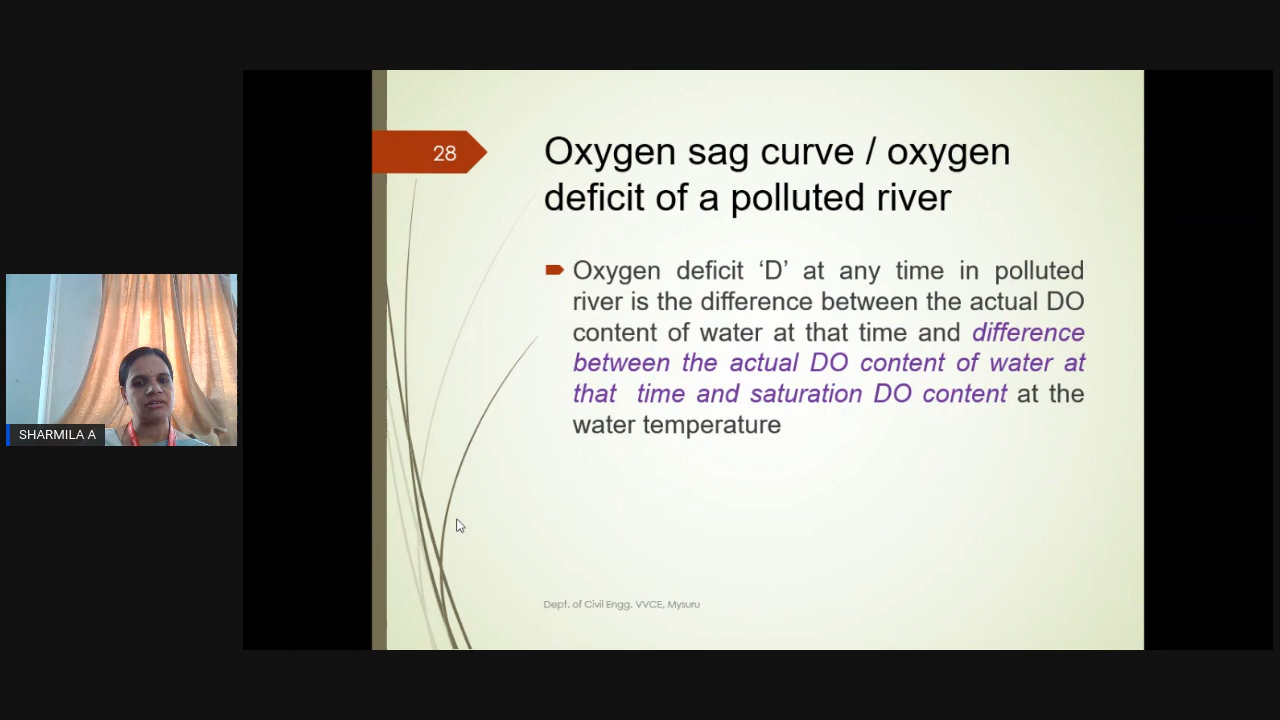 28
Oxygen sag curve / oxygen
deficit of a polluted river
Oxygen deficit ‘D’ at any time in polluted
river is the difference between the actual DO
content of water at that time and difference
between the actual DO content of water at
that time and saturation DO content at the
water temperature
SHARMILA A
Dept. of Civil Engg. VVCE, Mysuru